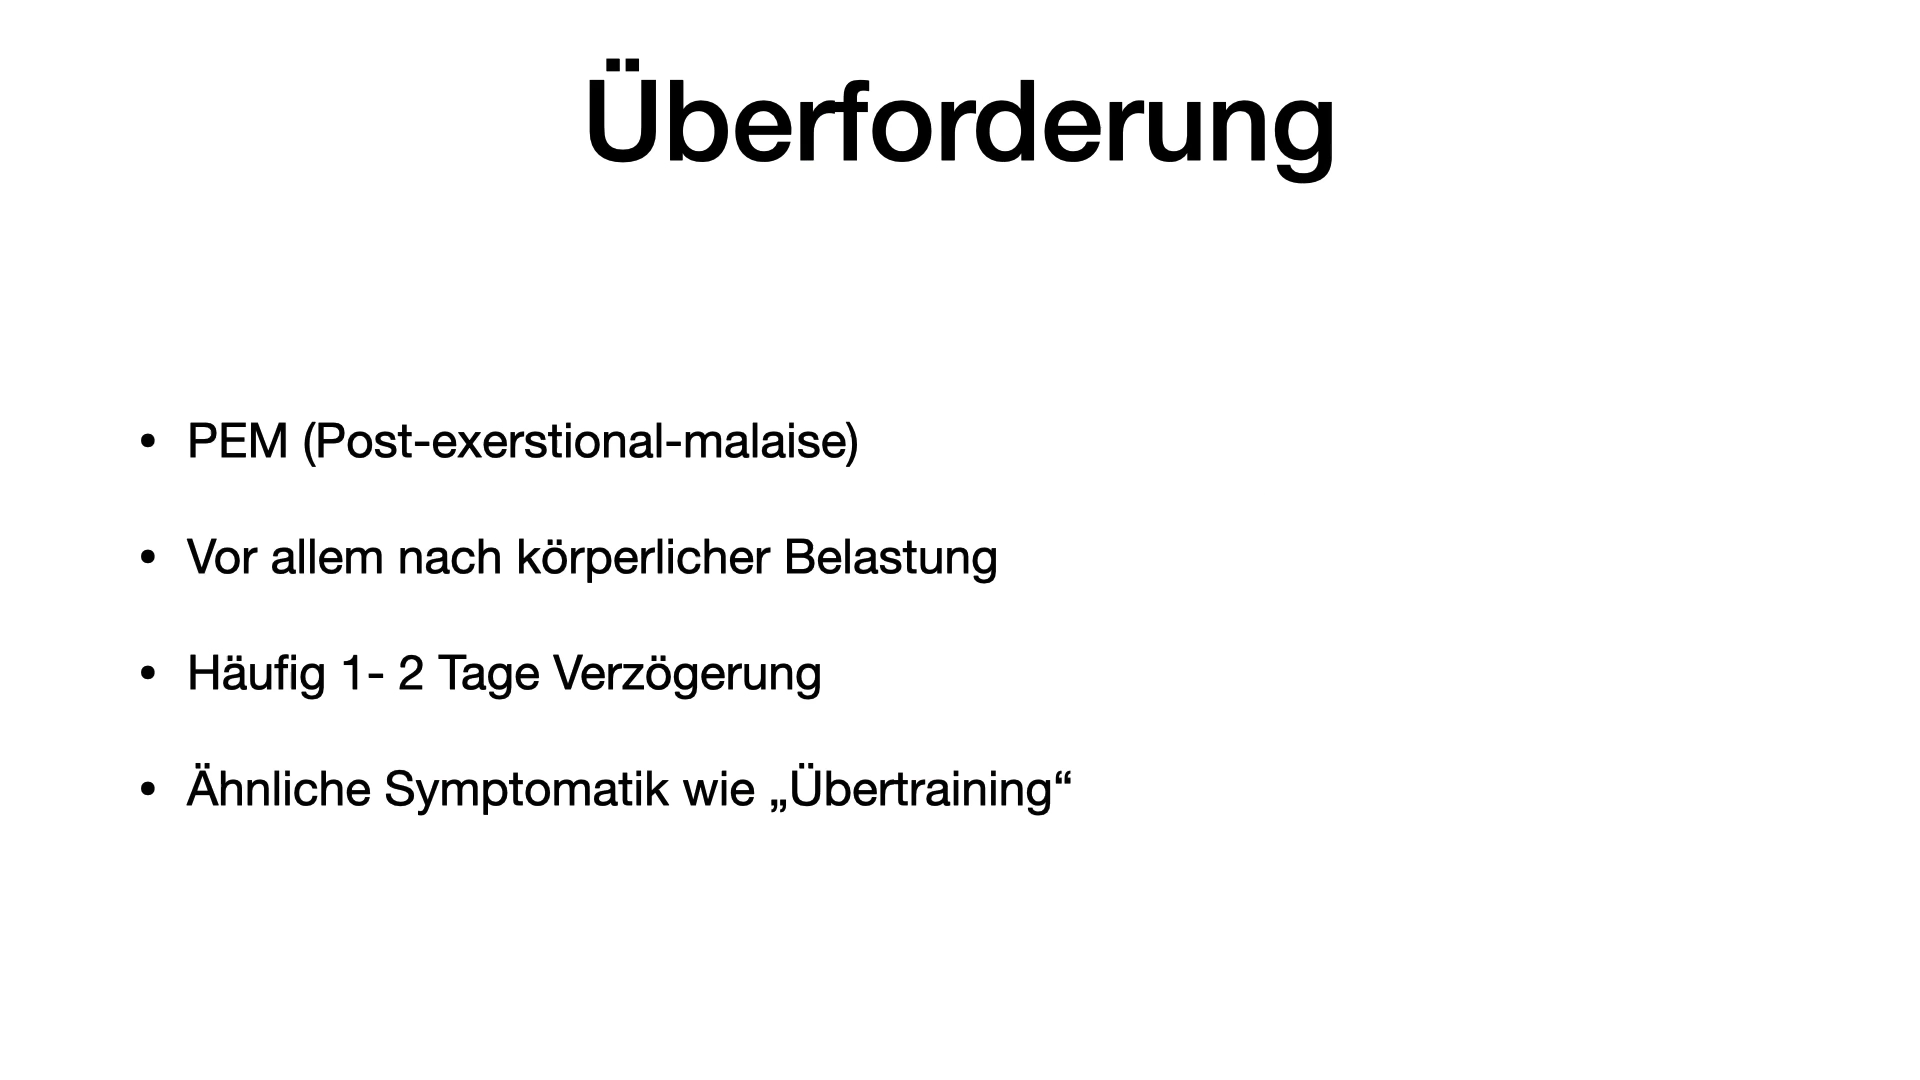 Überforderung
• PEM (Post-exerstional-malaise)
• Vor allem nach körperlicher Belastung
• Häufig 1- 2 Tage Verzögerung
• Ähnliche Symptomatik wie „Übertraining“